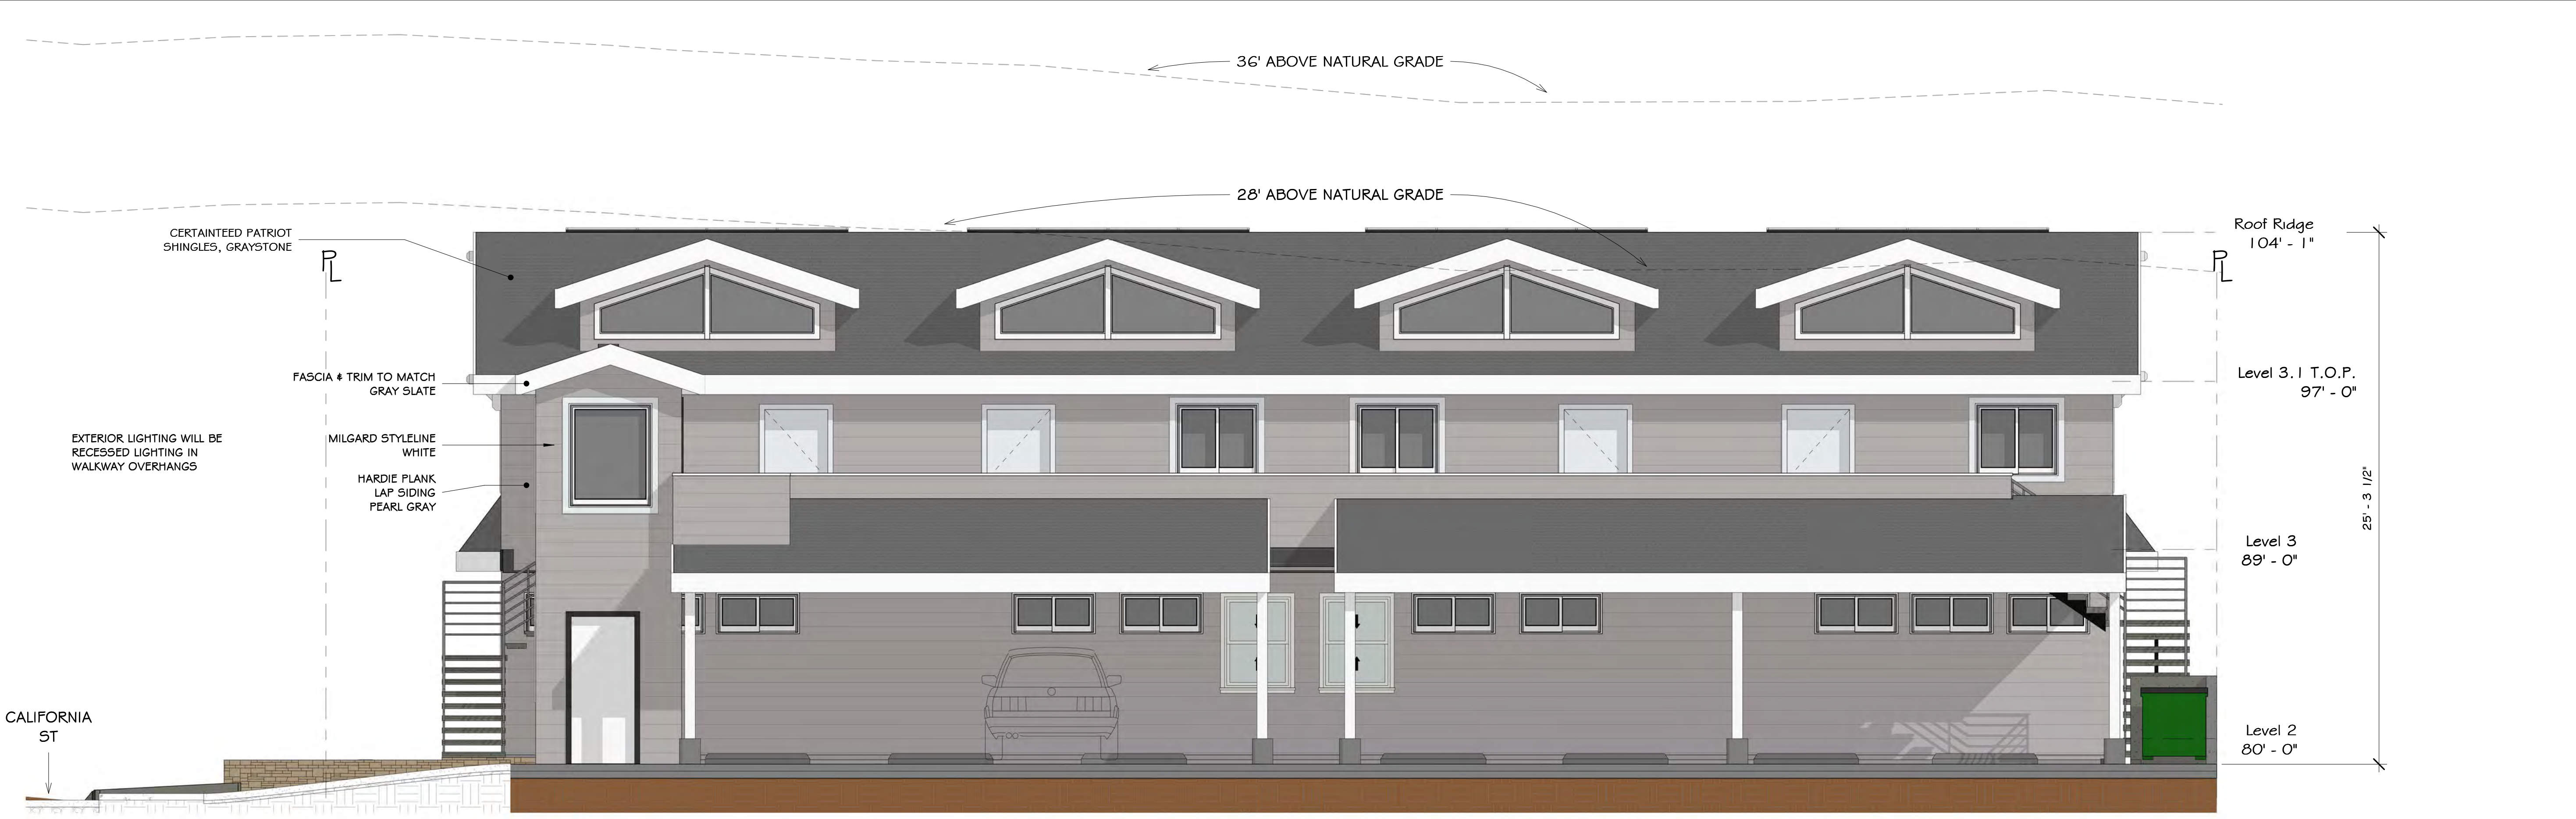 36' ABOVE NATURAL GRADE
28' ABOVE NATURAL GRADE
CERTAINTEED PATRIOT
SHINGLES, GRAYSTONE
PL
FASCIA & TRIM TO MATCH
GRAY SLATE
EXTERIOR LIGHTING WILL BE
RECESSED LIGHTING IN
WALKWAY OVERHANGS
MILGARD STYLELINE
WHITE
HARDIE PLANK
LAP SIDING
PEARL GRAY
CALIFORNIA
ST
Roof Ridge
104' - 1"
PL
Level 3.1 T.O.P.
97' - 0"
25' - 3 1/2"
Level 3
89' - 0"
Level 2
80' - 0"